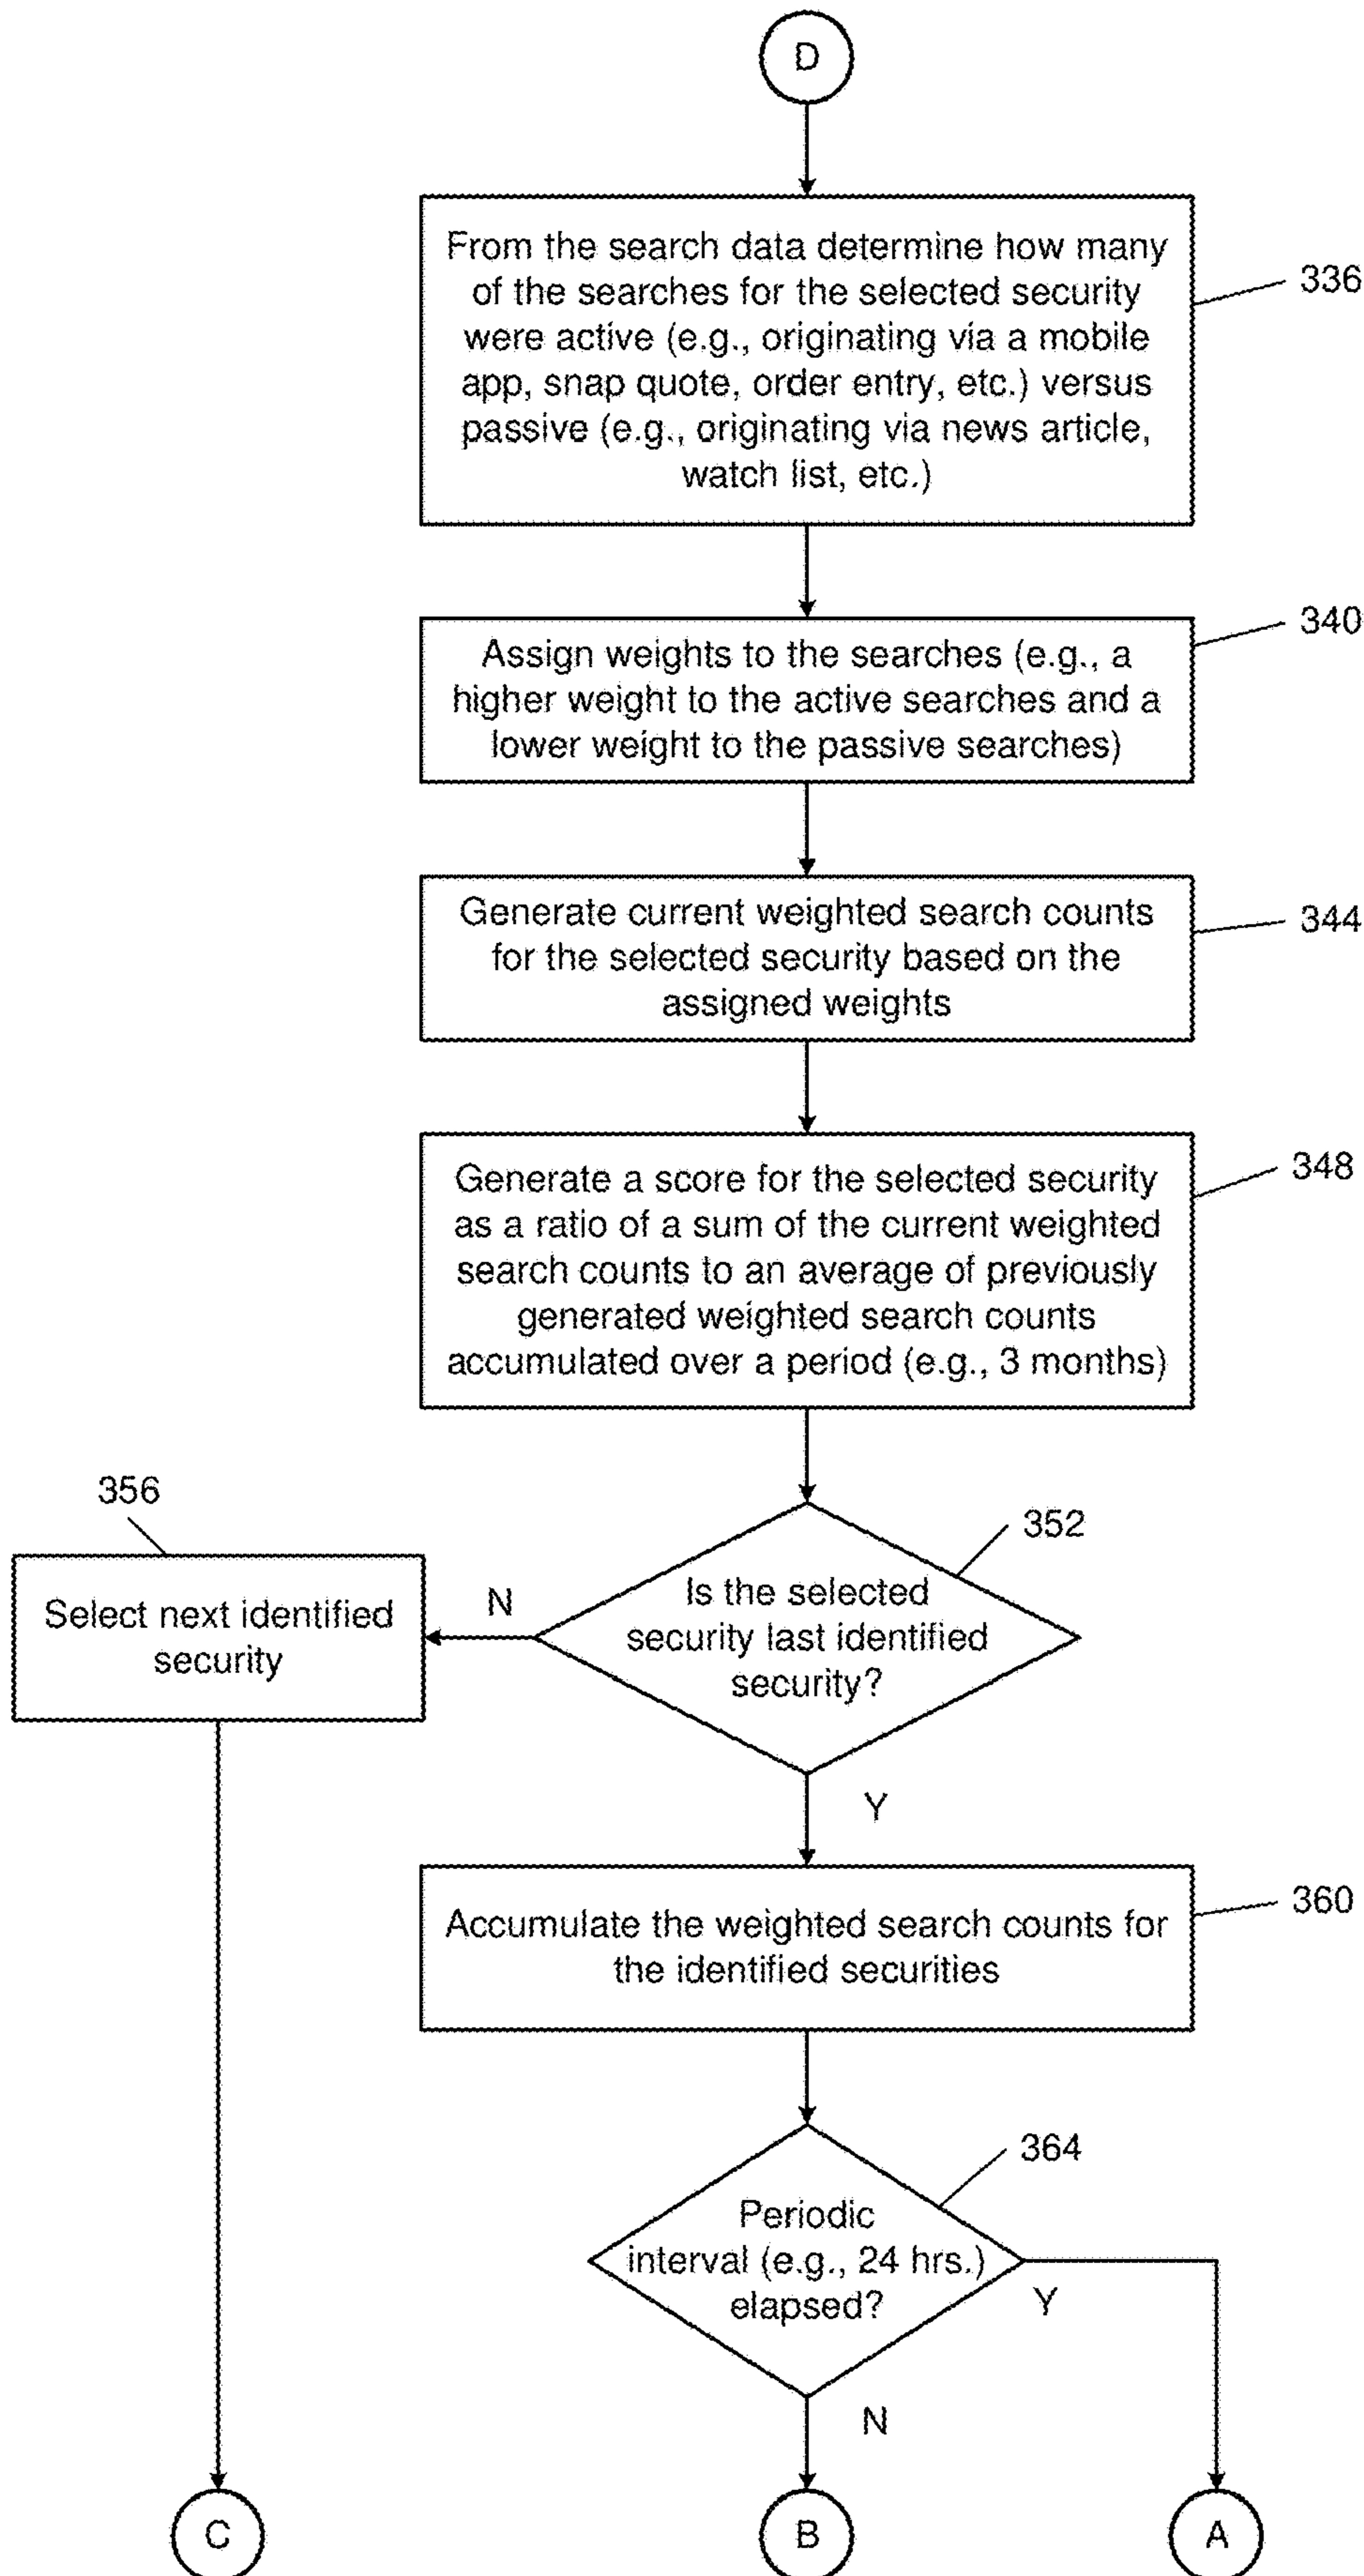 D
From the search data determine how many
of the searches for the selected security
were active (e.g., originating via a mobile
app, snap quote, order entry, etc.) versus
passive (e.g., originating via news article,
watch list, etc.)
336
Assign weights to the searches (e.g., a
higher weight to the active searches and a
lower weight to the passive searches)
340
Generate current weighted search counts
for the selected security based on the
assigned weights
344
Generate a score for the selected security
as a ratio of a sum of the current weighted
search counts to an average of previously
generated weighted search counts
accumulated over a period (e.g., 3 months)
348
Is the selected
security last identified
security?
352
N
356
Select next identified
security
Y
Accumulate the weighted search counts for
the identified securities
360
Periodic
interval (e.g., 24 hrs.)
elapsed?
364
Y
N
C
B
A